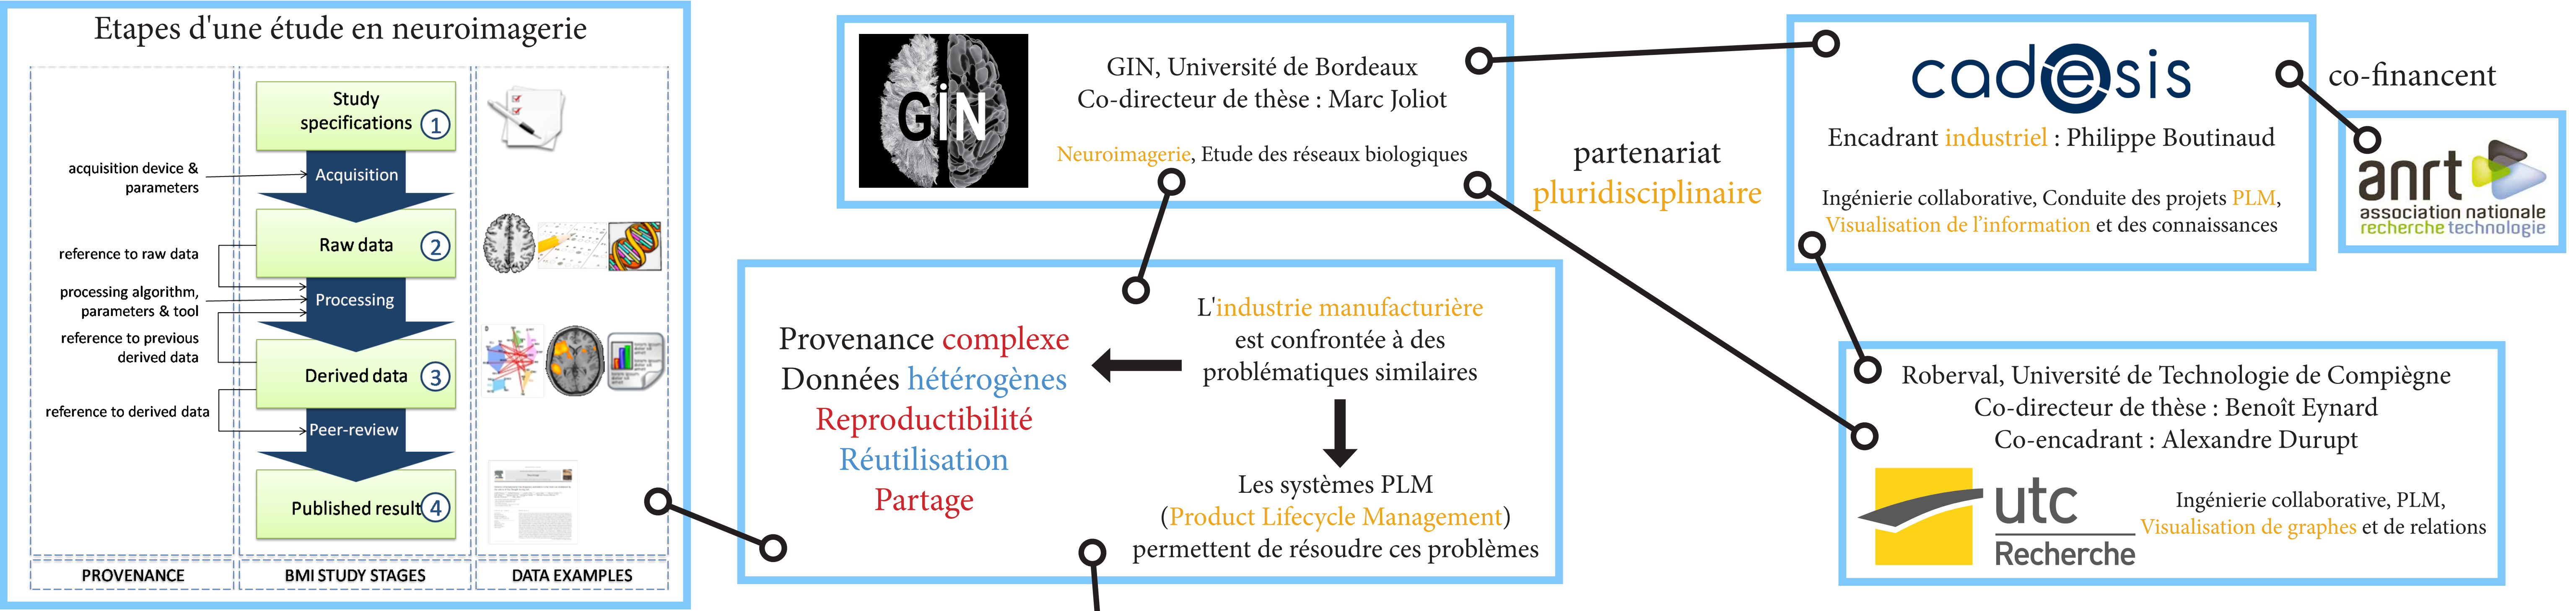 Etapes d'une étude en neuroimagerie
Study
specifications
1
acquisition device &
parameters
Acquisition
Raw data
2
reference to raw data
processing algorithm,
parameters & tool
Processing
reference to previous
derived data
Derived data
3
reference to derived data
Peer-review
Published result
4
PROVENANCE
BMI STUDY STAGES
DATA EXAMPLES
GiN
GIN, Université de Bordeaux
Co-directeur de thèse : Marc Joliot
Neuroimagerie, Etude des réseaux biologiques
partenariat
pluridisciplinaire
cadesis
Encadrant industriel : Philippe Boutinaud
Ingénierie collaborative, Conduite des projets PLM,
Visualisation de l'information et des connaissances
co-financent
anrt
association nationale
recherche technologie
Provenance complexe
Données hétérogènes
Reproductibilité
Réutilisation
Partage
L'industrie manufacturière
est confrontée à des
problématiques similaires
Les systèmes PLM
(Product Lifecycle Management)
permettent de résoudre ces problèmes
Roberval, Université de Technologie de Compiègne
Co-directeur de thèse : Benoît Eynard
Co-encadrant : Alexandre Durupt
utc
Recherche
Ingénierie collaborative, PLM,
Visualisation de graphes et de relations